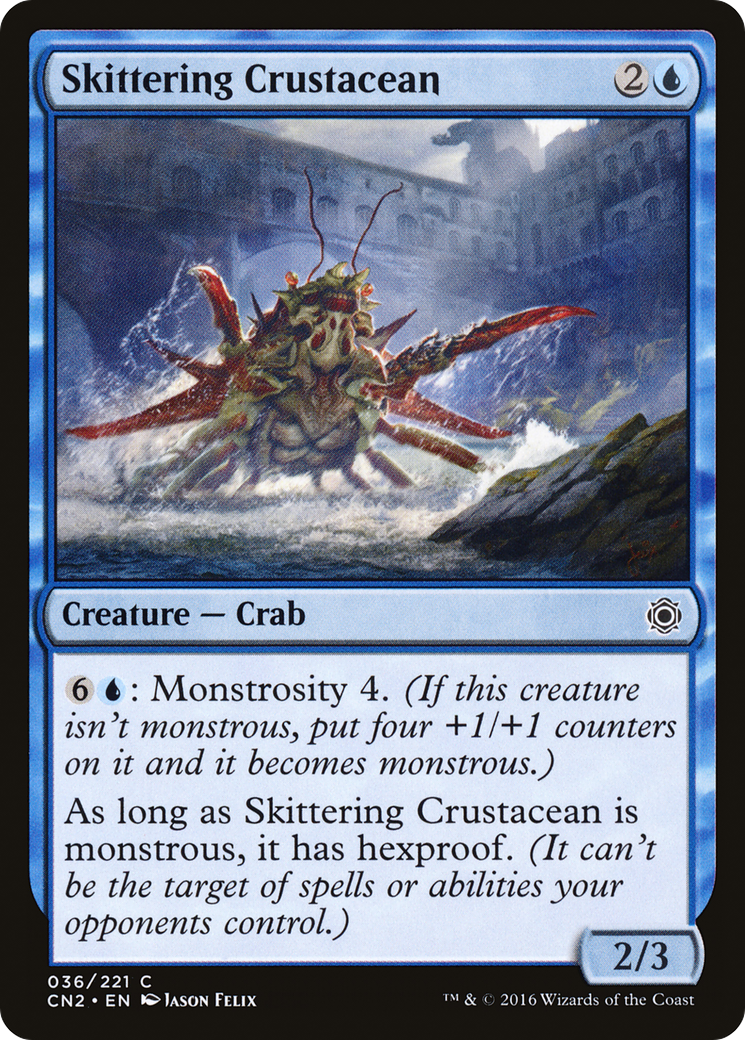 Skittering Crustacean 2
Creature — Crab
6 : Monstrosity 4. (If this creature
isn't monstrous, put four +1/+1 counters
on it and it becomes monstrous.)
As long as Skittering Crustacean is
monstrous, it has hexproof. (It can't
be the target of spells or abilities your
opponents control.)
2/3
036/221 C
CN2 • EN Jason Felix
™ & © 2016 Wizards of the Coast